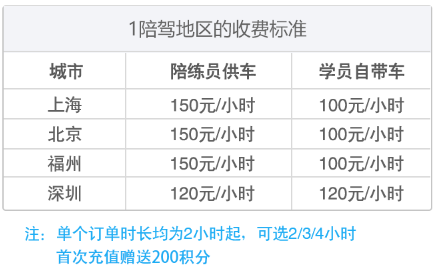 1陪驾地区的收费标准
城市 陪练员供车 学员自带车
上海 150元/小时 100元/小时
北京 150元/小时 100元/小时
福州 150元/小时 100元/小时
深圳 120元/小时 120元/小时
注：单个订单时长均为2小时起，可选2/3/4小时
首次充值赠送200积分